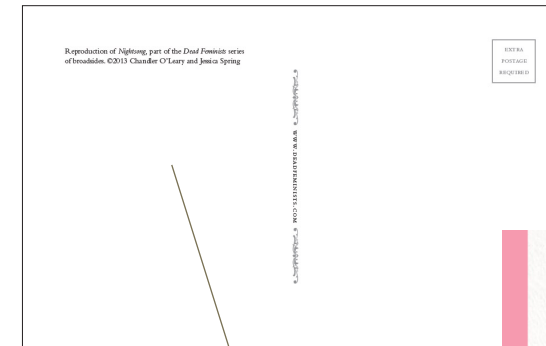 Reproduction of Nightsong, part of the Dead Feminists series
of broadsides. ©2013 Chandler O'Leary and Jessica Spring
EXTRA
POSTAGE
REQUIRED
WWW.DEADFEMINISTS.COM